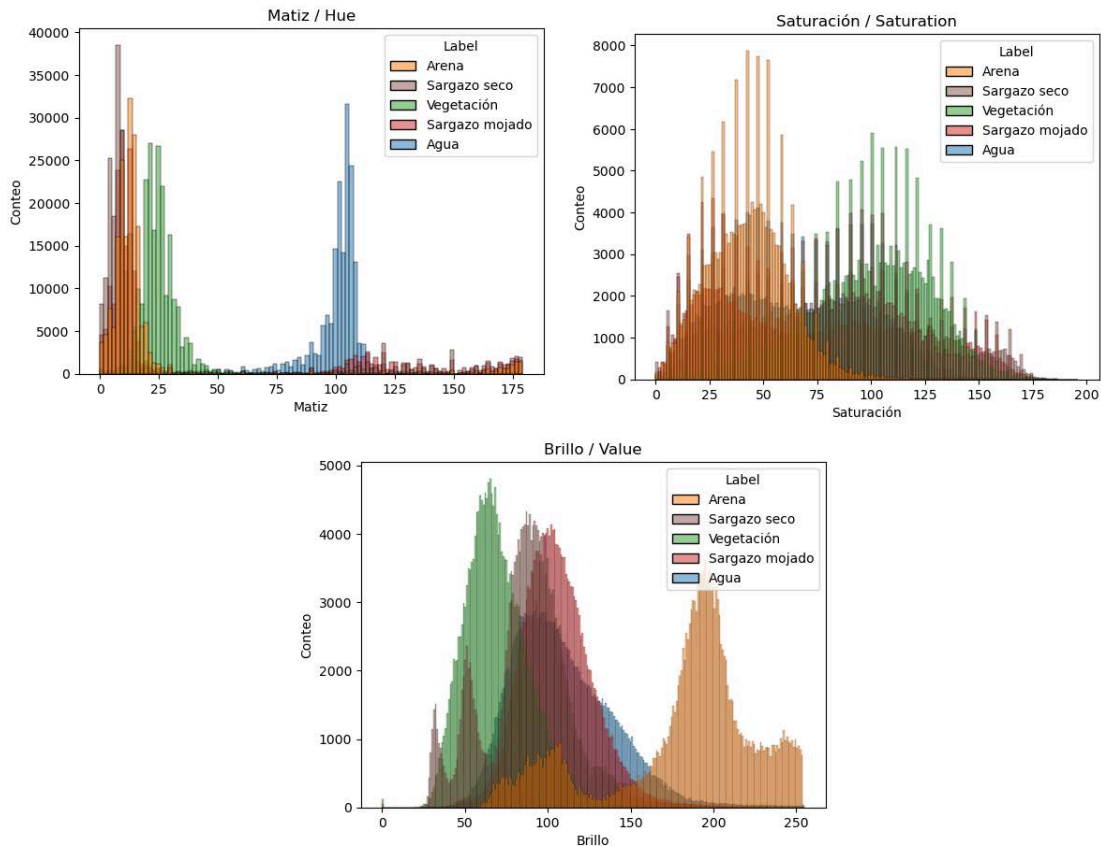 Matiz / Hue
40000
35000
30000
25000
20000
15000
10000
5000
0
Conteo
0
25
50
75
100
125
150
175
Matiz
Label
Arena
Sargazo seco
Vegetación
Sargazo mojado
Agua
Saturación / Saturation
8000
7000
6000
5000
4000
3000
2000
1000
0
Conteo
0
25
50
75
100
125
150
175
200
Saturación
Label
Arena
Sargazo seco
Vegetación
Sargazo mojado
Agua
Brillo / Value
5000
4000
3000
2000
1000
0
Conteo
0
50
100
150
200
250
Brillo
Label
Arena
Sargazo seco
Vegetación
Sargazo mojado
Agua